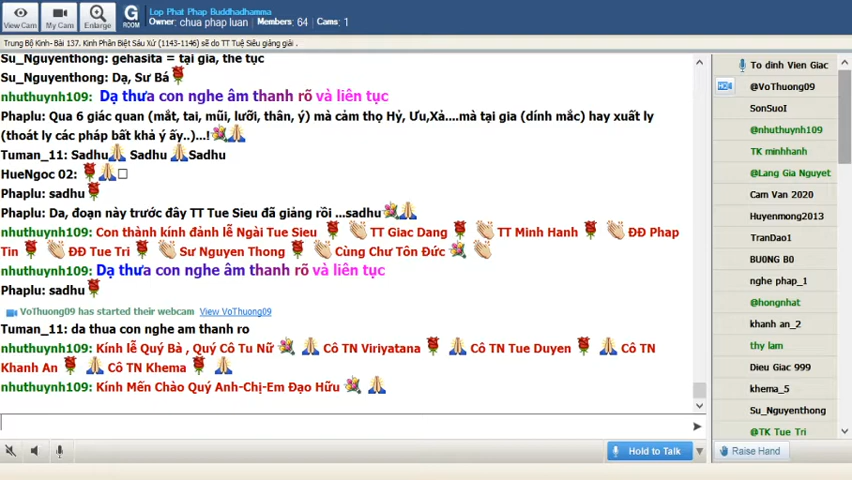 Lop Phat Phap Buddhadhamma
Owner: chua phap luan Members: 64 Cams: 1
View Cam My Cam Enlarge G ROOM
Trung Bộ Kinh- Bài 137. Kinh Phân Biệt Sáu Xứ (1143-1146) sẽ do TT Tuệ Siêu giảng giải .
Su_Nguyenthong: gehasita = tại gia, thế tục
Su_Nguyenthong: Dạ, Sư Bá
nhuthuynh109: Dạ thưa con nghe âm thanh rõ và liên tục
Phaplu: Qua 6 giác quan (mắt, tai, mũi, lưỡi, thân, ý) mà cảm thọ Hỷ, Ưu,Xả....mà tại gia (dính mắc) hay xuất ly
(thoát ly các pháp bất khả ý ấy..)...!
Tuman_11: Sadhu Sadhu Sadhu
HueNgoc 02:
Phaplu: sadhu
Phaplu: Da, đoạn này trước đây TT Tue Sieu đã giảng rồi ...sadhu
nhuthuynh109: Con thành kính đảnh lễ Ngài Tue Sieu TT Giac Dang TT Minh Hanh ĐĐ Phap
Tin ĐĐ Tue Tri Sư Nguyen Thong Cùng Chư Tôn Đức
nhuthuynh109: Dạ thưa con nghe âm thanh rõ và liên tục
Phaplu: sadhu
VoThuong09 has started their webcam View VoThuong09
Tuman_11: da thua con nghe am thanh ro
nhuthuynh109: Kính lễ Quý Bà , Quý Cô Tu Nữ Cô TN Viriyatana Cô TN Tue Duyen Cô TN
Khanh An Cô TN Khema
nhuthuynh109: Kính Mến Chào Quý Anh-Chị-Em Đạo Hữu
Hold to Talk
To dinh Vien Giac
@VoThuong09
SonSuoI
@nhuthuynh109
TK minhhanh
@Lang Gia Nguyet
Cam Van 2020
Huyenmong2013
TranDao1
BU0NG B0
nghe phap_1
@hongnhat
khanh an_2
thy lam
Dieu Giac 999
khema_5
Su_Nguyenthong
@TK Tue Tri
Raise Hand